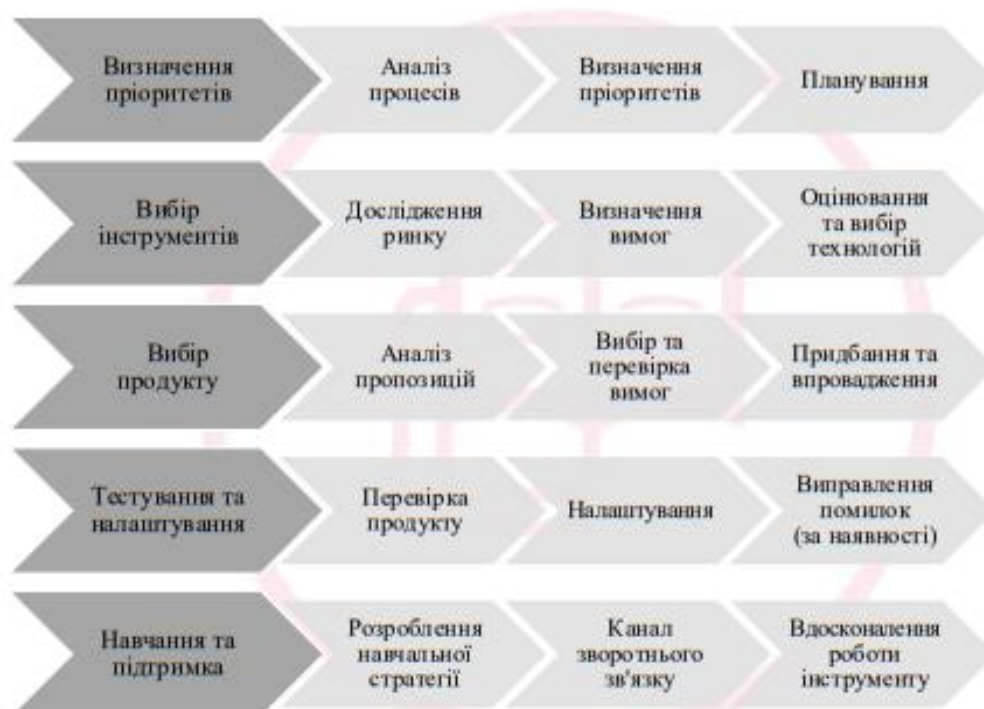 Визначення
пріоритетів
Аналіз
процесів
Визначення
пріоритетів
Планування
Вибір
інструментів
Дослідження
ринку
Визначення
вимог
Оцінювання
та вибір
технологій
Вибір
продукту
Аналіз
пропозицій
Вибір та
перевірка
вимог
Придбання та
впровадження
Тестування та
налаштування
Перевірка
продукту
Налаштування
Виправлення
помилок
(за наявності)
Навчання та
підтримка
Розроблення
навчальної
стратегії
Канал
зворотнього
зв'язку
Вдосконалення
роботи
інструменту